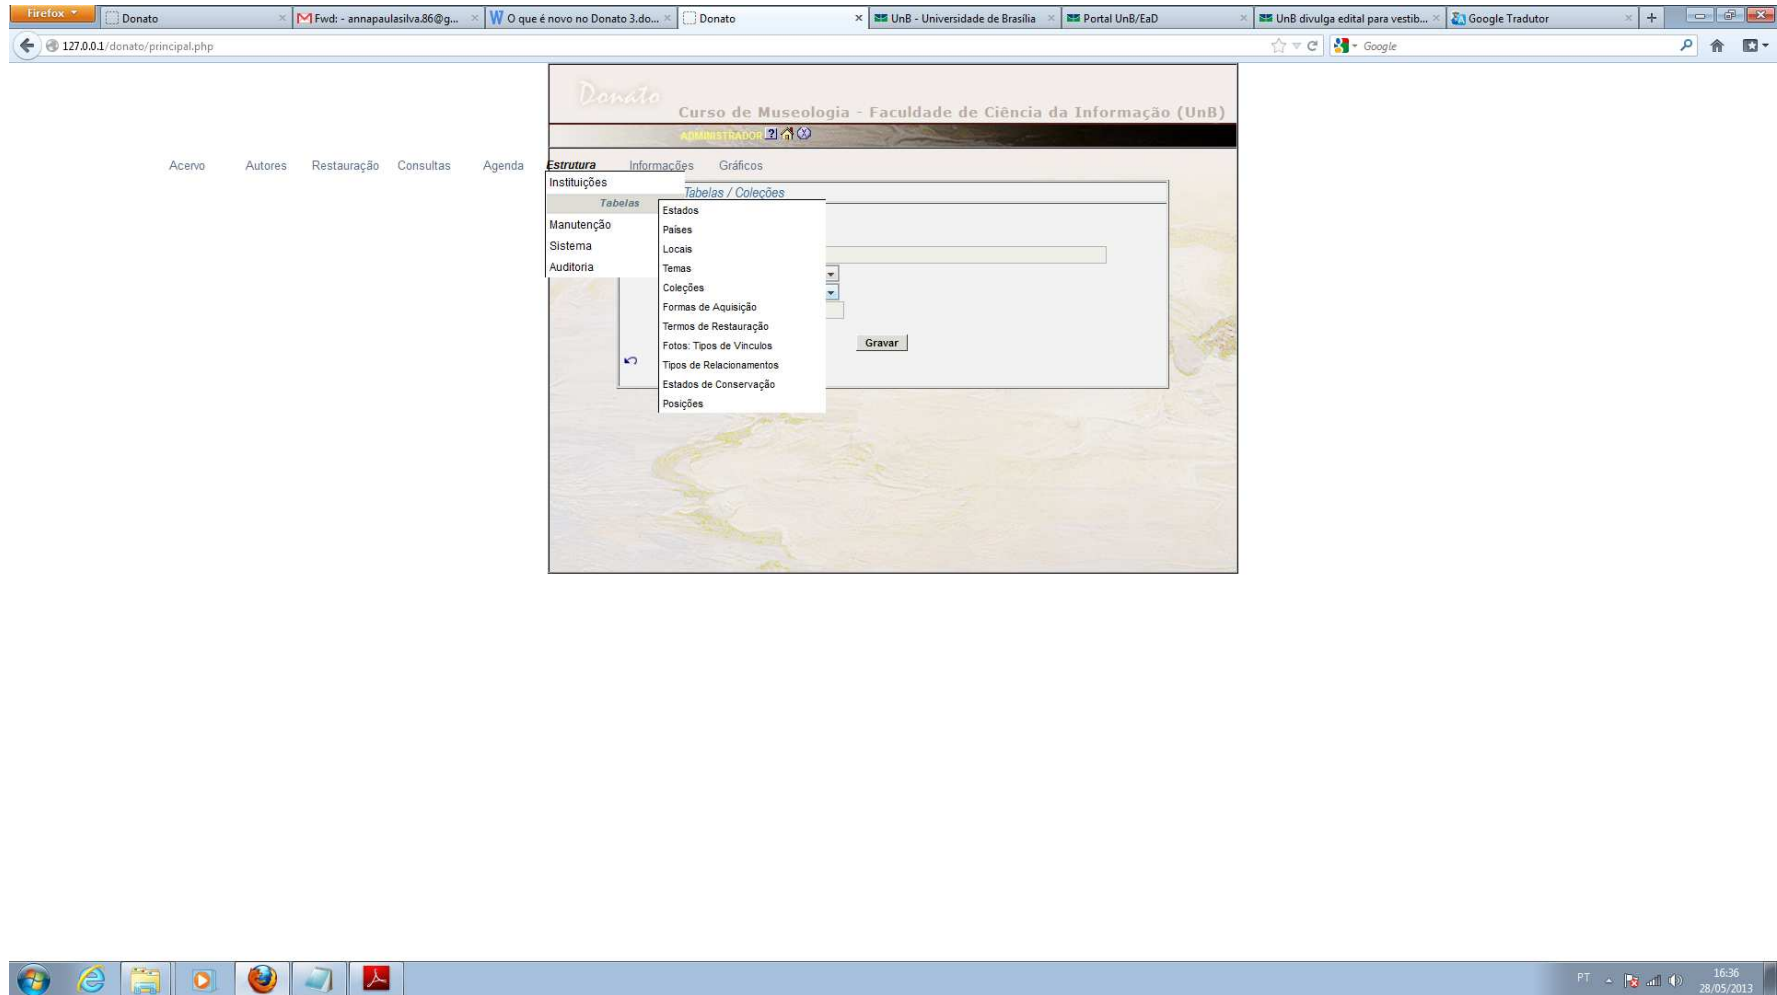 Firefox
Donato
Fwd: - annapaulasilva.86@g...
O que é novo no Donato 3.do...
Donato
UnB - Universidade de Brasília
Portal UnB/EaD
UnB divulga edital para vestib...
Google Tradutor
127.0.0.1/donato/principal.php
Google
Donato
Curso de Museologia - Faculdade de Ciência da Informação (UnB)
ADMINISTRADOR
Acervo Autores Restauração Consultas Agenda Estrutura Informações Gráficos
Instituições
Tabelas / Coleções
Tabelas
Manutenção
Sistema
Auditoria
Estados
Países
Locais
Temas
Coleções
Formas de Aquisição
Termos de Restauração
Fotos: Tipos de Vínculos
Tipos de Relacionamentos
Estados de Conservação
Posições
Gravar
PT
16:36
28/05/2013